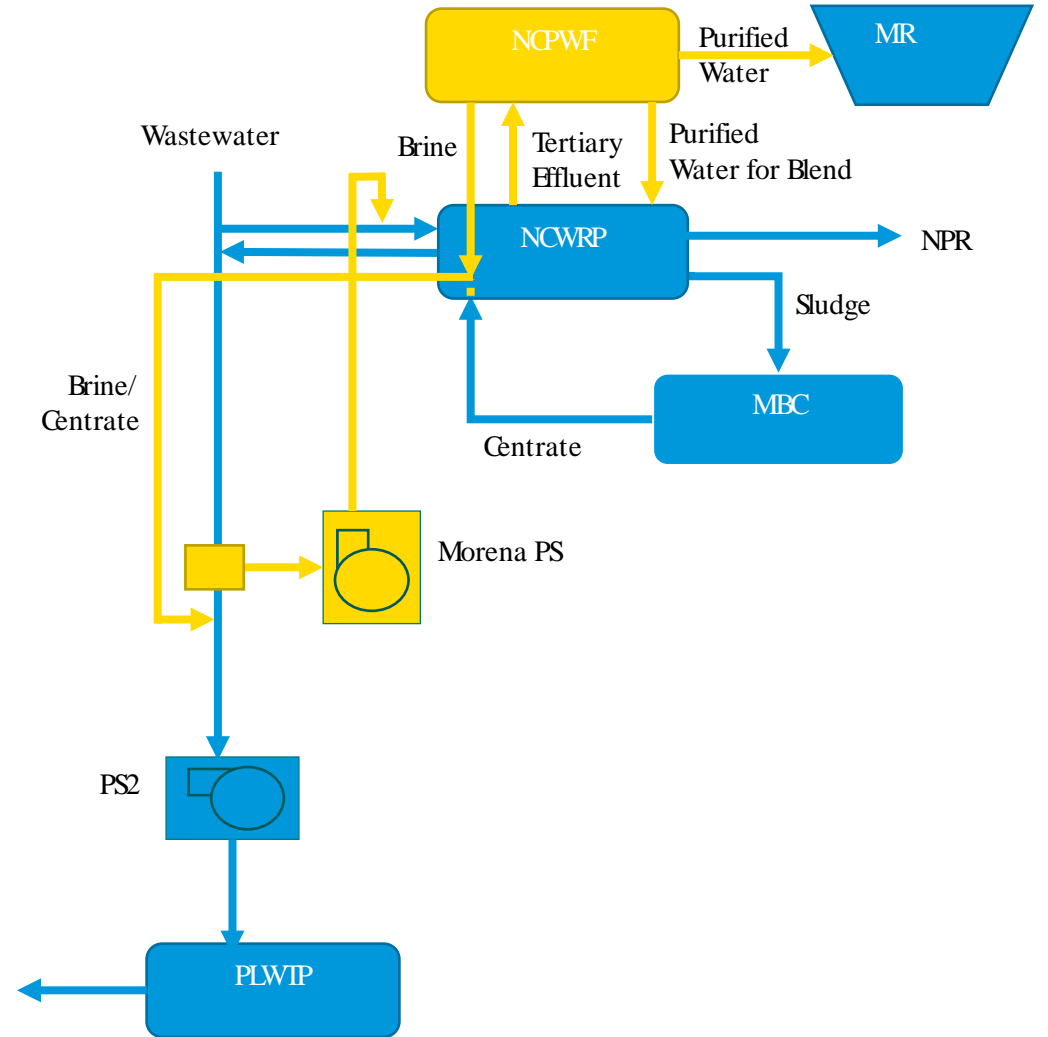 NCPWF
Purified
Water
MR
Wastewater
Brine
Tertiary
Effluent
Purified
Water for Blend
NCWRP
NPR
Sludge
Brine/
Centrate
MBC
Centrate
Morena PS
PS2
PLWTP